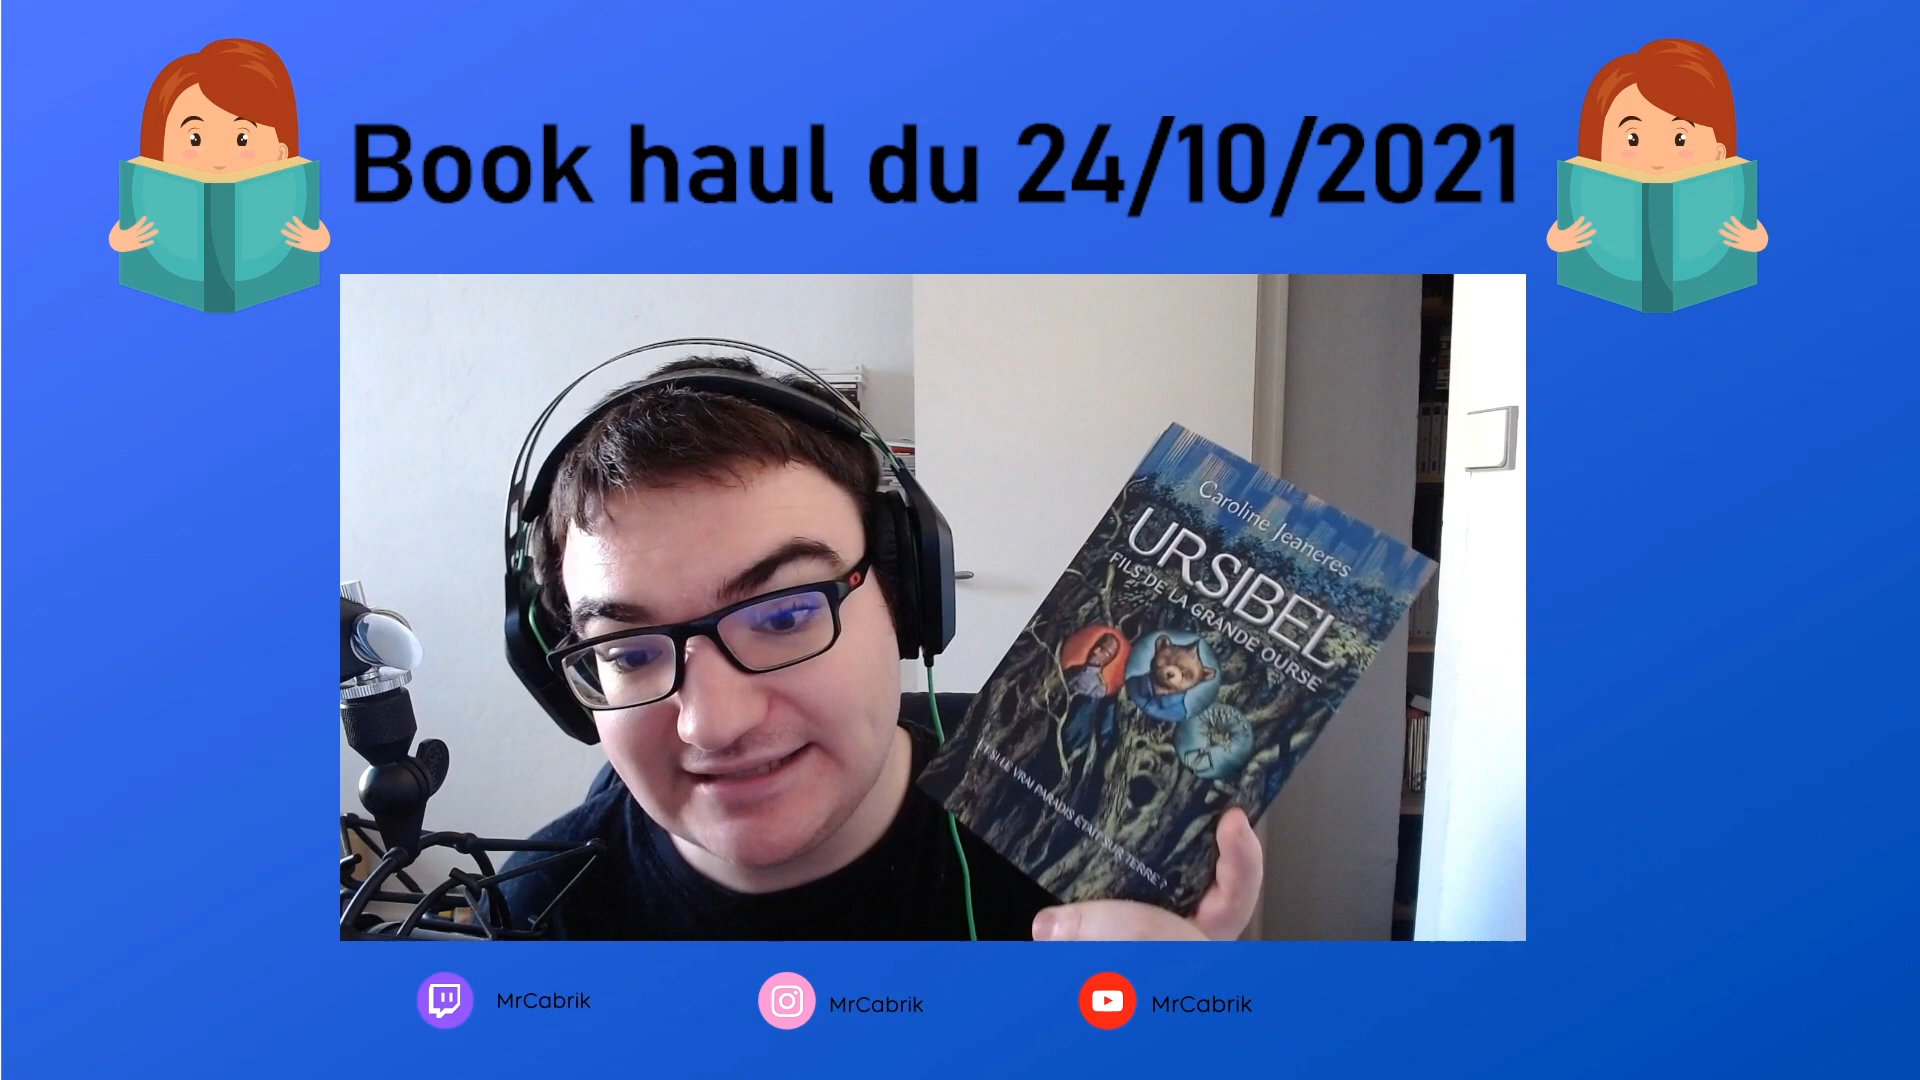 Book haul du 24/10/2021
Caroline Jeaneres
URSIBEL
FILS DE LA GRANDE OURSE
ET SI LE VRAI PARADIS ÉTAIT SUR TERRE ?
MrCabrik
MrCabrik
MrCabrik